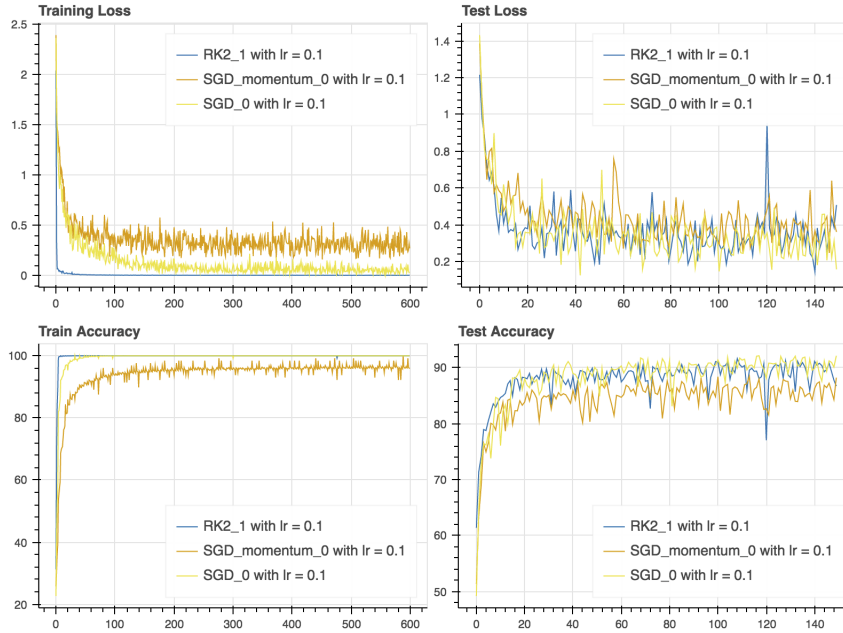 Training Loss
2.5
2
1.5
1
0.5
0
0 100 200 300 400 500 600
RK2_1 with lr = 0.1
SGD_momentum_0 with lr = 0.1
SGD_0 with lr = 0.1
Test Loss
1.4
1.2
1
0.8
0.6
0.4
0.2
0 20 40 60 80 100 120 140
RK2_1 with lr = 0.1
SGD_momentum_0 with lr = 0.1
SGD_0 with lr = 0.1
Train Accuracy
100
80
60
40
20
0 100 200 300 400 500 600
RK2_1 with lr = 0.1
SGD_momentum_0 with lr = 0.1
SGD_0 with lr = 0.1
Test Accuracy
90
80
70
60
50
0 20 40 60 80 100 120 140
RK2_1 with lr = 0.1
SGD_momentum_0 with lr = 0.1
SGD_0 with lr = 0.1